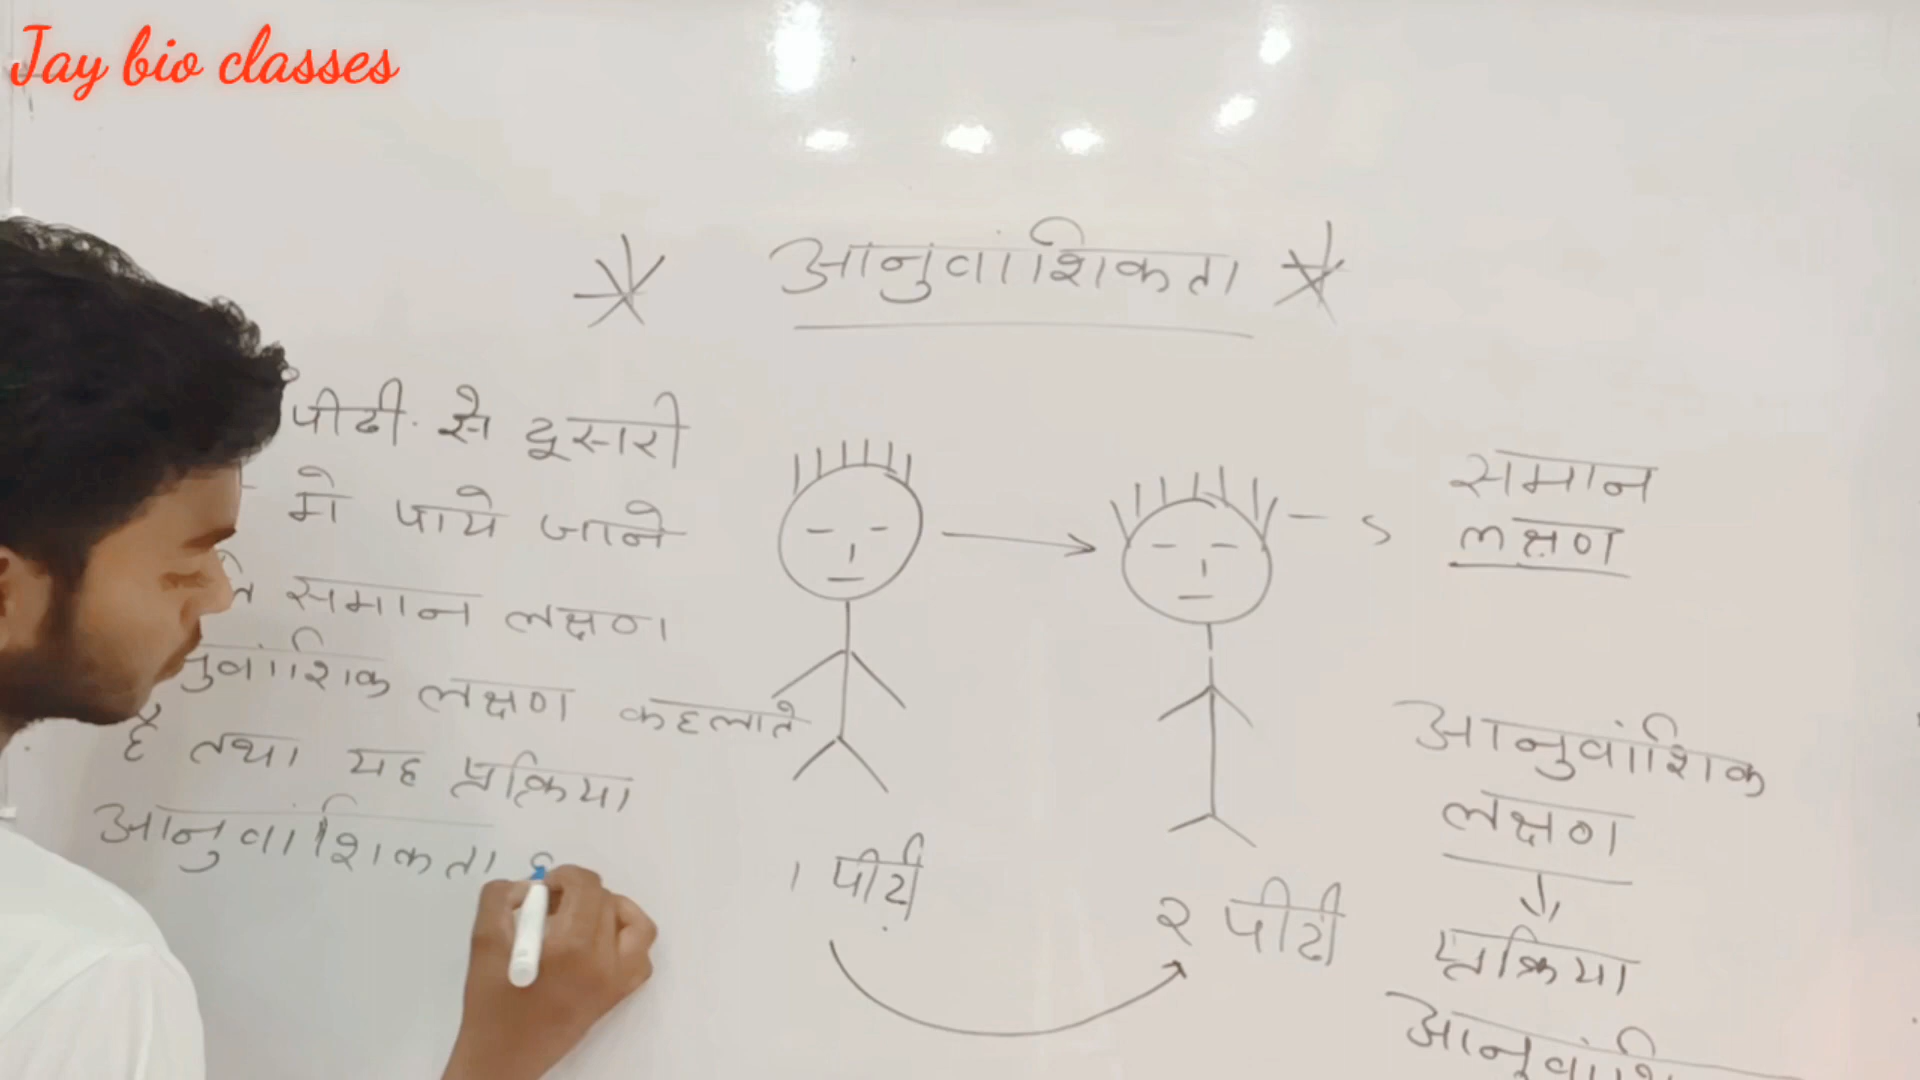 Jay bio classes
आनुवांशिकता
पीढी से दूसरी
मे पाये जाने
समान लक्षण
नुवांशिक लक्षण कहलाते
है तथा यह प्रक्रिया
आनुवांशिकता
समान
लक्षण
१ पीढ़ी
२ पीढी
आनुवांशिक
लक्षण
प्रक्रिया